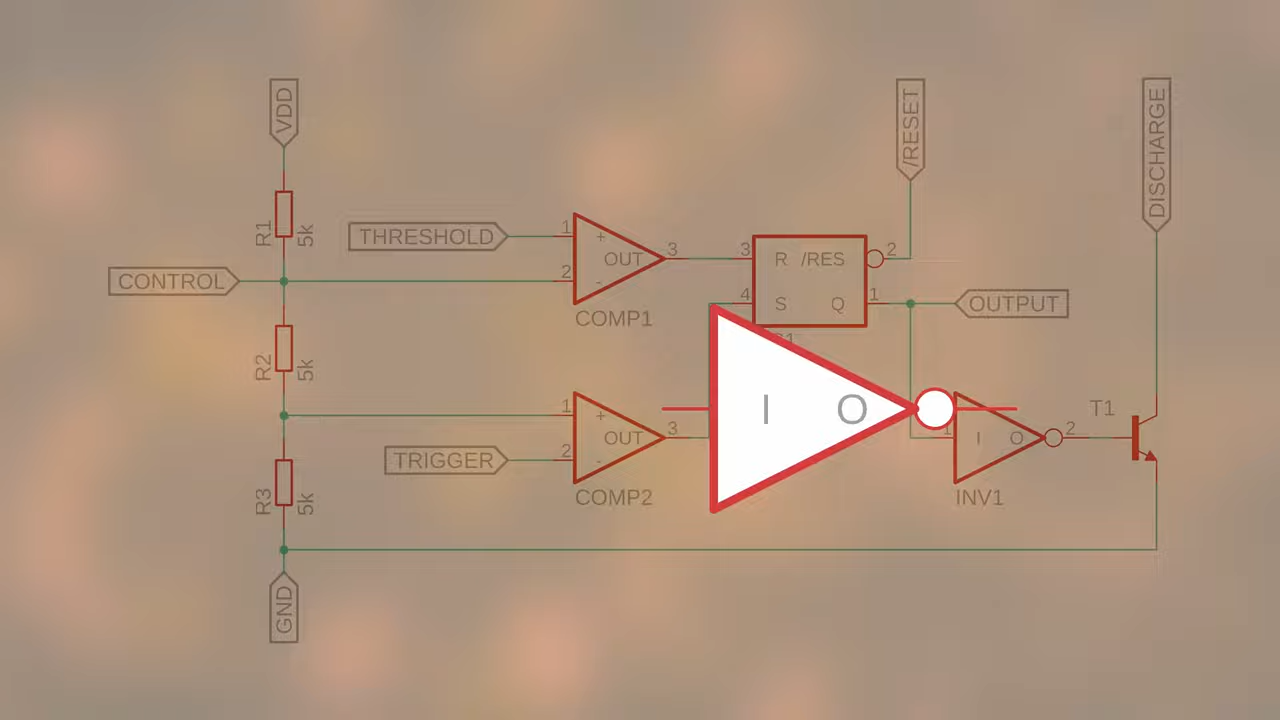 VDD
/RESET
DISCHARGE
R1
5k
THRESHOLD
1
+
OUT
3
2
-
COMP1
3
R
/RES
2
4
S
Q
1
CONTROL
OUTPUT
R2
5k
I
O
1
+
OUT
3
2
-
COMP2
TRIGGER
1
I
O
2
INV1
T1
R3
5k
GND